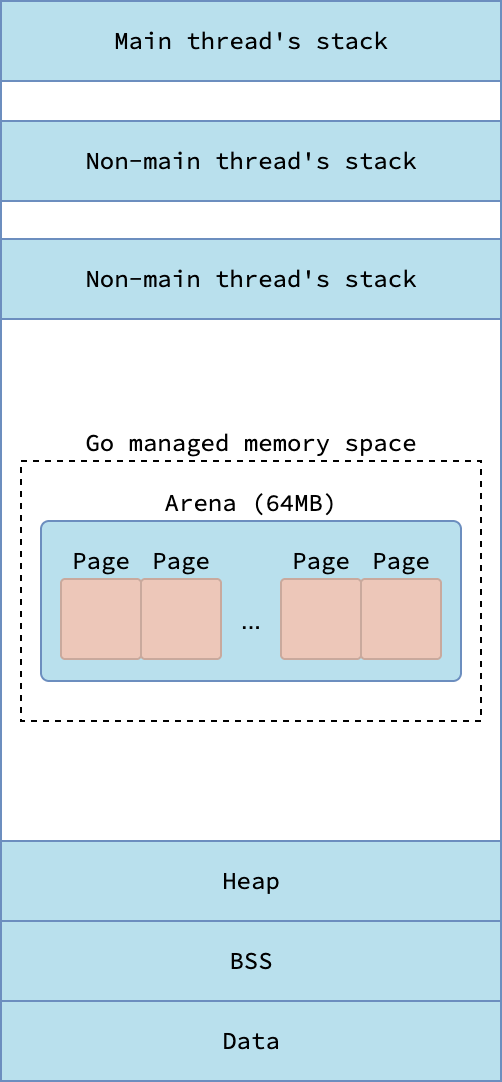 Main thread's stack
Non-main thread's stack
Non-main thread's stack
Go managed memory space
Arena (64MB)
Page Page Page Page
...
Heap
BSS
Data